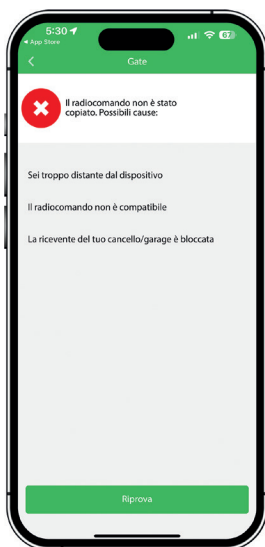 5:30
67
App Store
Gate
Il radiocomando non è stato
copiato. Possibili cause:
Sei troppo distante dal dispositivo
Il radiocomando non è compatibile
La ricevente del tuo cancello/garage è bloccata
Riprova